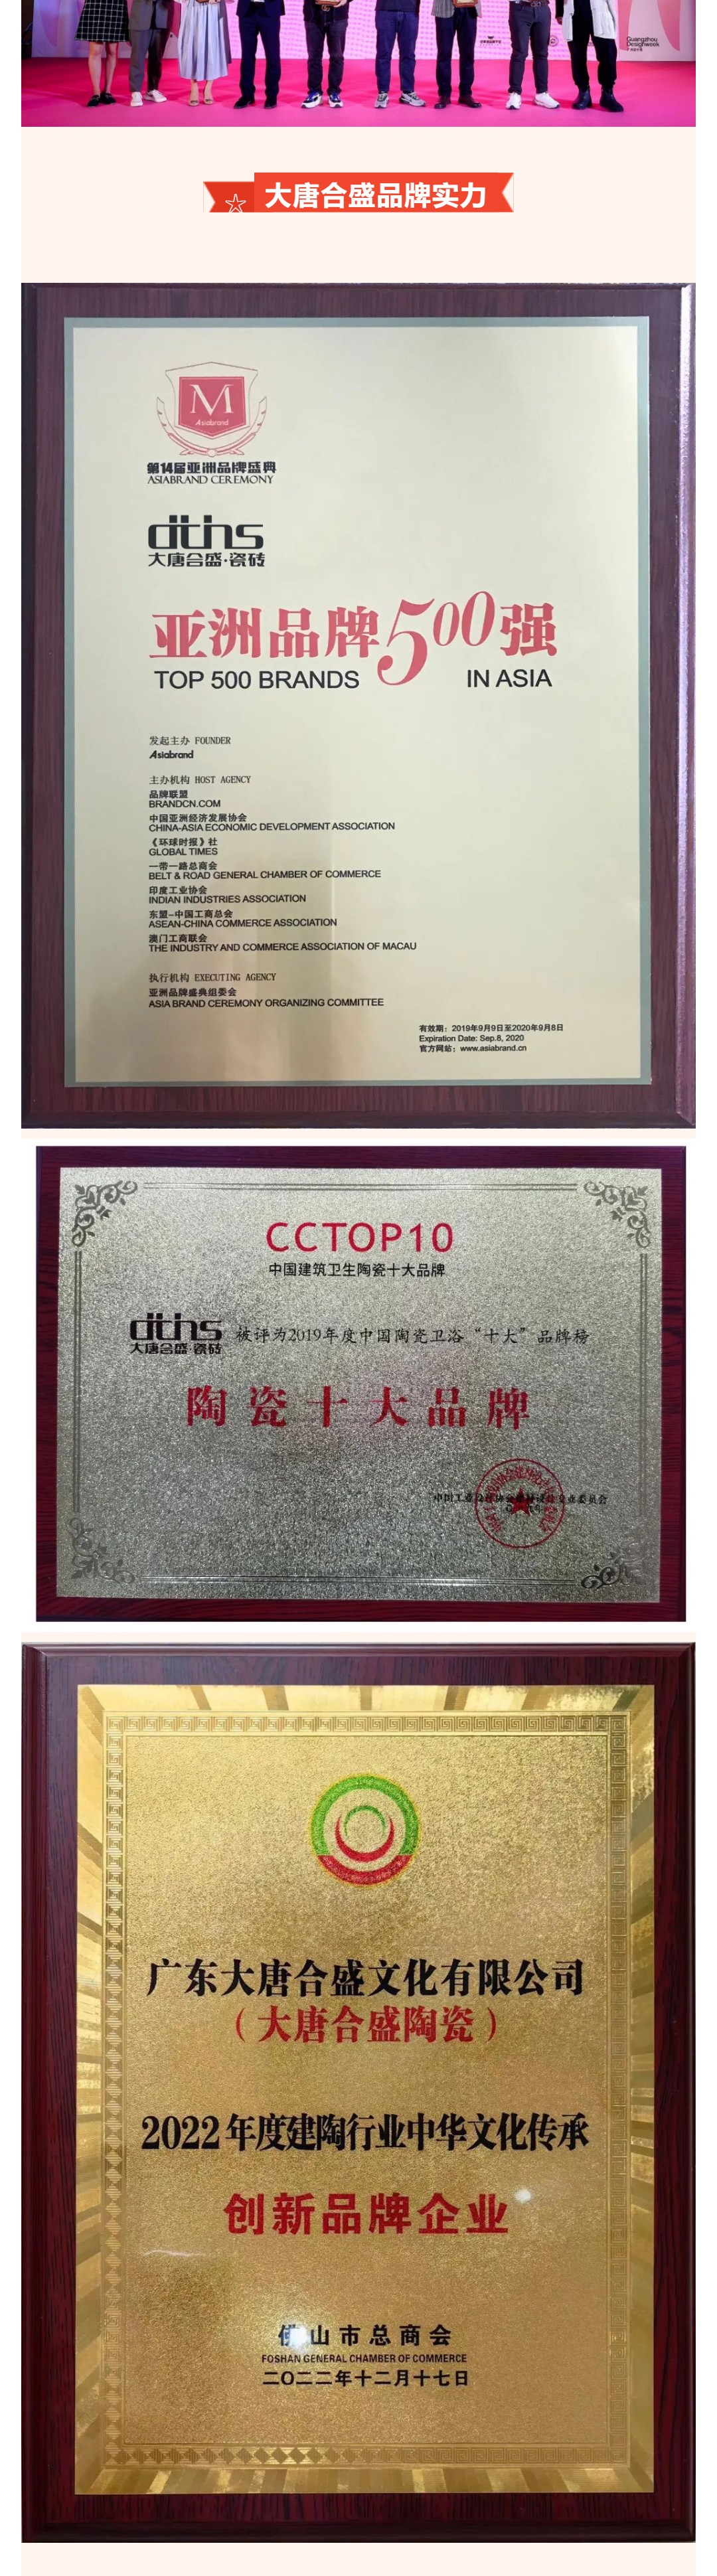 Guangzhou
Designweek
大唐合盛品牌实力
M
Asiabrand
第14届亚洲品牌盛典
ASIABRAND CEREMONY
dths
大唐合盛·瓷砖
亚洲品牌500强
TOP 500 BRANDS IN ASIA
发起主办 FOUNDER
Asiabrand
主办机构 HOST AGENCY
品牌联盟
BRANDCN.COM
中国亚洲经济发展协会
CHINA-ASIA ECONOMIC DEVELOPMENT ASSOCIATION
《环球时报》社
GLOBAL TIMES
一带一路总商会
BELT & ROAD GENERAL CHAMBER OF COMMERCE
印度工业协会
INDIAN INDUSTRIES ASSOCIATION
东盟-中国工商总会
ASEAN-CHINA COMMERCE ASSOCIATION
澳门工商联会
THE INDUSTRY AND COMMERCE ASSOCIATION OF MACAU
执行机构 EXECUTING AGENCY
亚洲品牌盛典组委会
ASIA BRAND CEREMONY ORGANIZING COMMITTEE
有效期：2019年9月9日至2020年9月8日
Expiration Date: Sep.8, 2020
官方网站：www.asiabrand.cn
CCTOP10
中国建筑卫生陶瓷十大品牌
dths
大唐合盛·瓷砖
被评为2019年度中国陶瓷卫浴“十大”品牌榜
陶瓷十大品牌
广东大唐合盛文化有限公司
（大唐合盛陶瓷）
2022年度建陶行业中华文化传承
创新品牌企业
佛山市总商会
FOSHAN GENERAL CHAMBER OF COMMERCE
二〇二二年十二月十七日